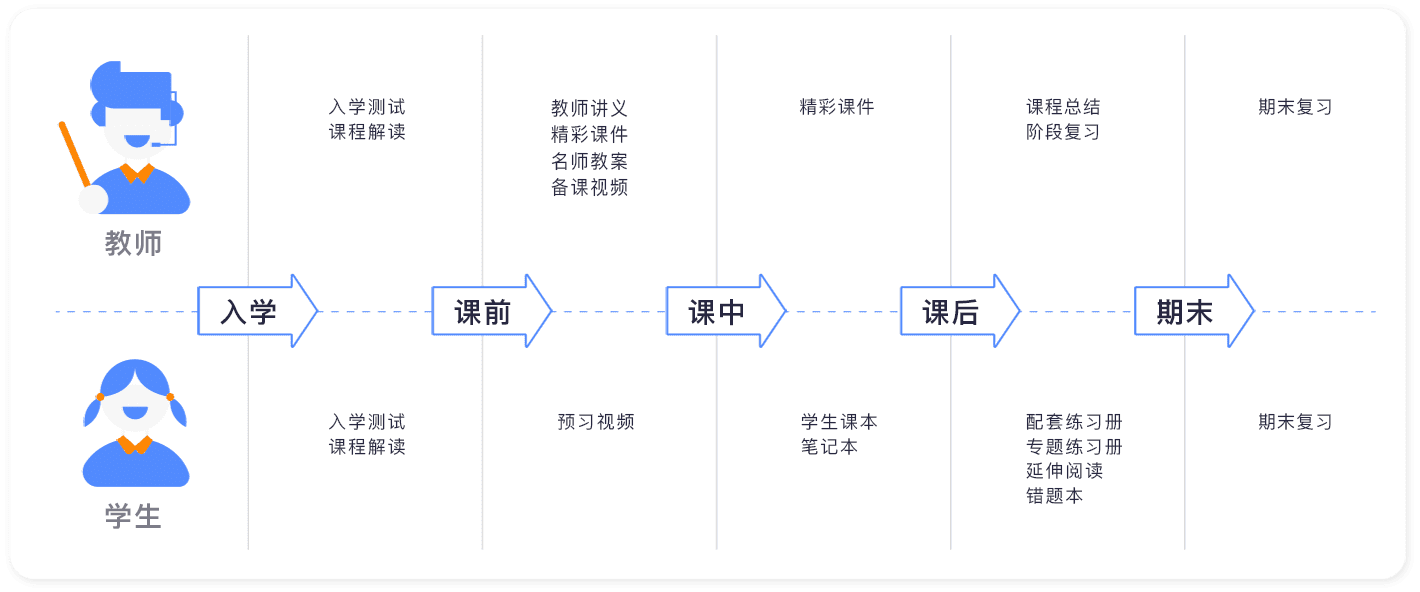 入学测试
课程解读
教师讲义
精彩课件
名师教案
备课视频
精彩课件
课程总结
阶段复习
期末复习
教师
入学
课前
课中
课后
期末
入学测试
课程解读
预习视频
学生课本
笔记本
配套练习册
专题练习册
延伸阅读
错题本
期末复习
学生